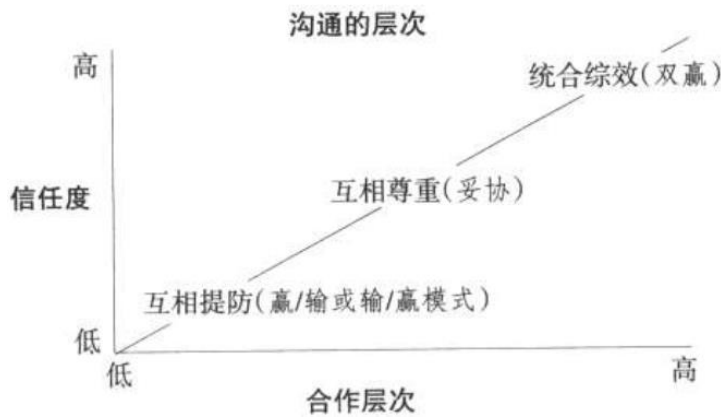 沟通的层次
高
统合综效(双赢)
信任度
互相尊重(妥协)
互相提防(赢/输或输/赢模式)
低
低
高
合作层次